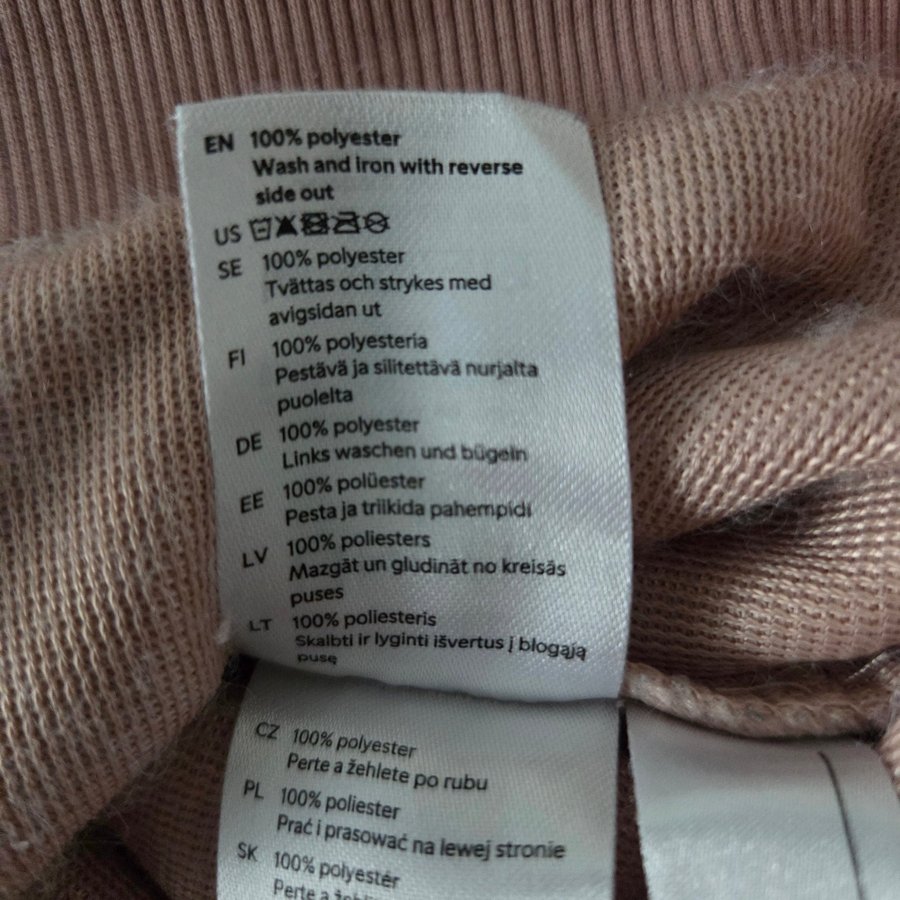 EN 100% polyester
Wash and iron with reverse
side out
US
SE 100% polyester
Tvättas och strykes med
avigsidan ut
FI 100% polyesteria
Pestävä ja silitettävä nurjalta
puolelta
DE 100% polyester
Links waschen und bügeln
EE 100% polüester
Pesta ja triikida pahempidi
LV 100% poliesters
Mazgāt un gludināt no kreisās
puses
LT 100% poliesteris
Skalbti ir lyginti išvertus į blogąją
pusę
CZ 100% polyester
Perte a žehlete po rubu
PL 100% poliester
Prać i prasować na lewej stronie
SK 100% polyester
Perte a